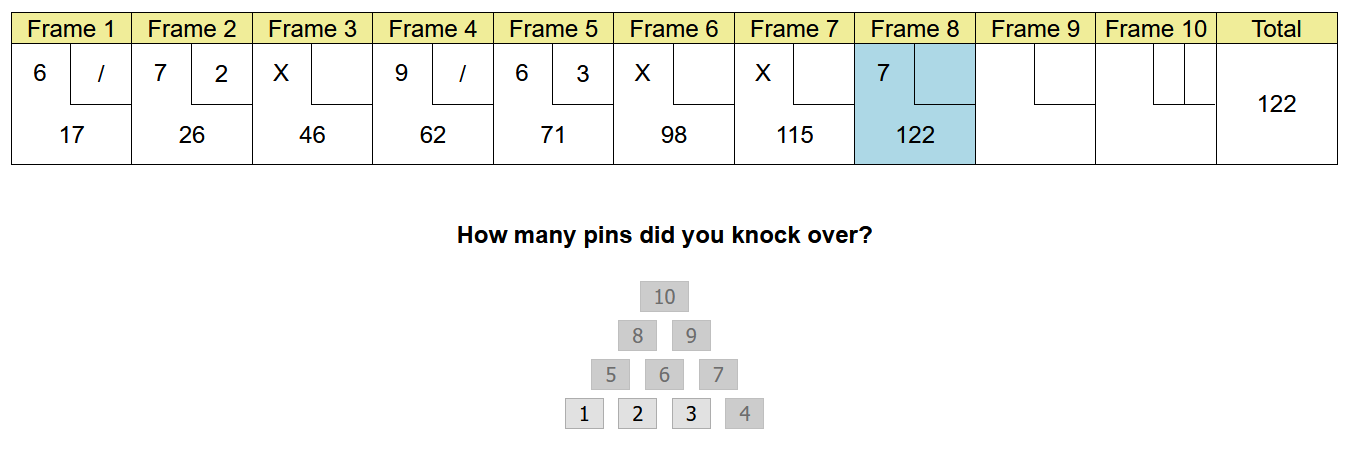 Frame 1 Frame 2 Frame 3 Frame 4 Frame 5 Frame 6 Frame 7 Frame 8 Frame 9 Frame 10 Total
6 / 7 2 X 9 / 6 3 X X 7
122
17 26 46 62 71 98 115 122
How many pins did you knock over?
10
8 9
5 6 7
1 2 3 4